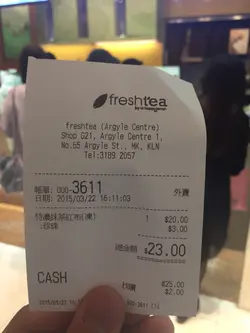 freshtea
freshtea (Argyle Centre)
Shop G21, Argyle Centre 1,
No.65 Argyle St., MK, KLN
Tel:3189 2057
帳單: 000-3611 外賣
日期: 2015/03/22 16:11:03
1 $20.00
$3.00
總金額 $23.00
CASH $25.00
$2.00